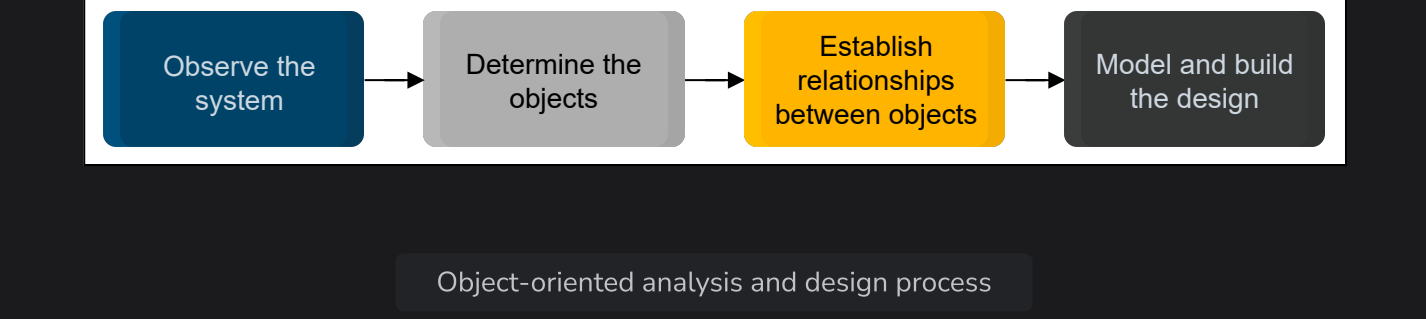 Observe the
system
Determine the
objects
Establish
relationships
between objects
Model and build
the design
Object-oriented analysis and design process